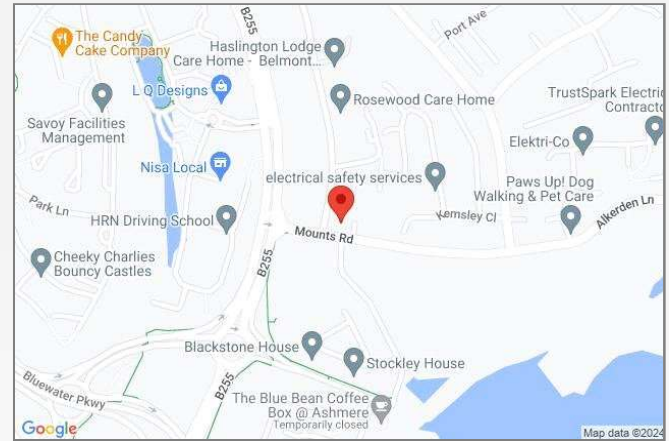 The Candy
Cake Company
B255
Haslington Lodge
Care Home - Belmont...
Port Ave
L Q Designs
Rosewood Care Home
TrustSpark Electric
Contracto
Savoy Facilities
Management
Elektri-Co
Nisa Local
electrical safety services
Paws Up! Dog
Walking & Pet Care
Park Ln
HRN Driving School
Kemsley Cl
Alkerden Ln
Mounts Rd
Cheeky Charlies
Bouncy Castles
B255
Blackstone House
Stockley House
Bluewater Pkwy
B255
The Blue Bean Coffee
Box @ Ashmere
Temporarily closed
Google
Map data ©2024